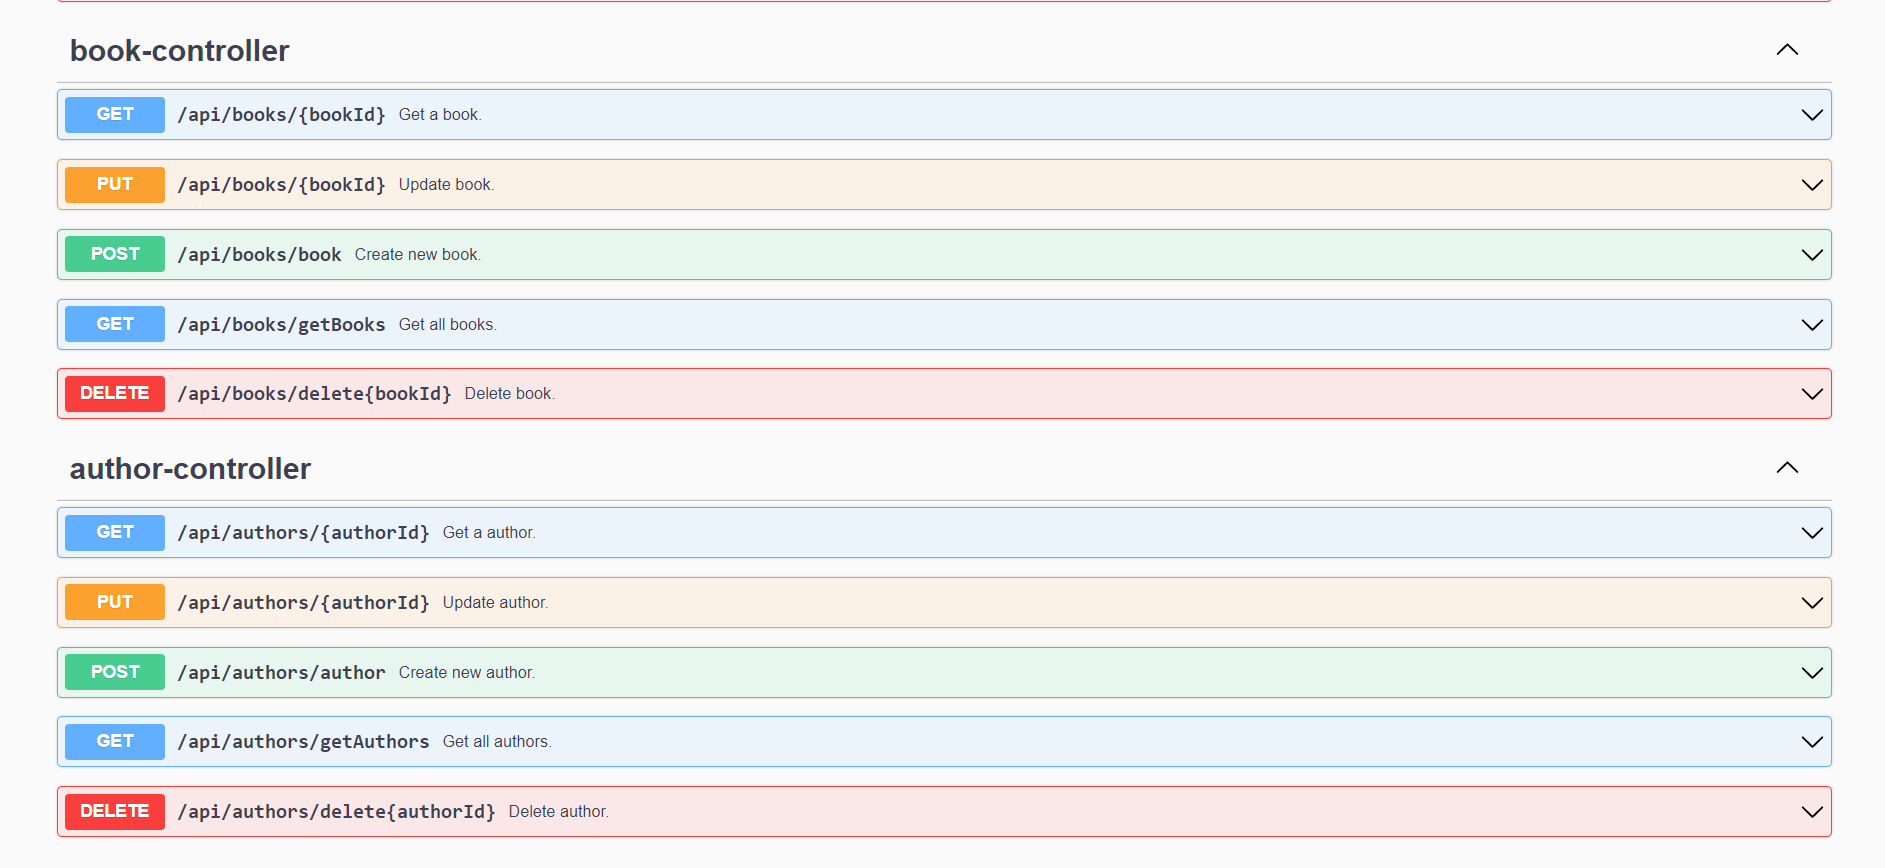 book-controller
GET /api/books/{bookId} Get a book.
PUT /api/books/{bookId} Update book.
POST /api/books/book Create new book.
GET /api/books/getBooks Get all books.
DELETE /api/books/delete{bookId} Delete book.
author-controller
GET /api/authors/{authorId} Get a author.
PUT /api/authors/{authorId} Update author.
POST /api/authors/author Create new author.
GET /api/authors/getAuthors Get all authors.
DELETE /api/authors/delete{authorId} Delete author.